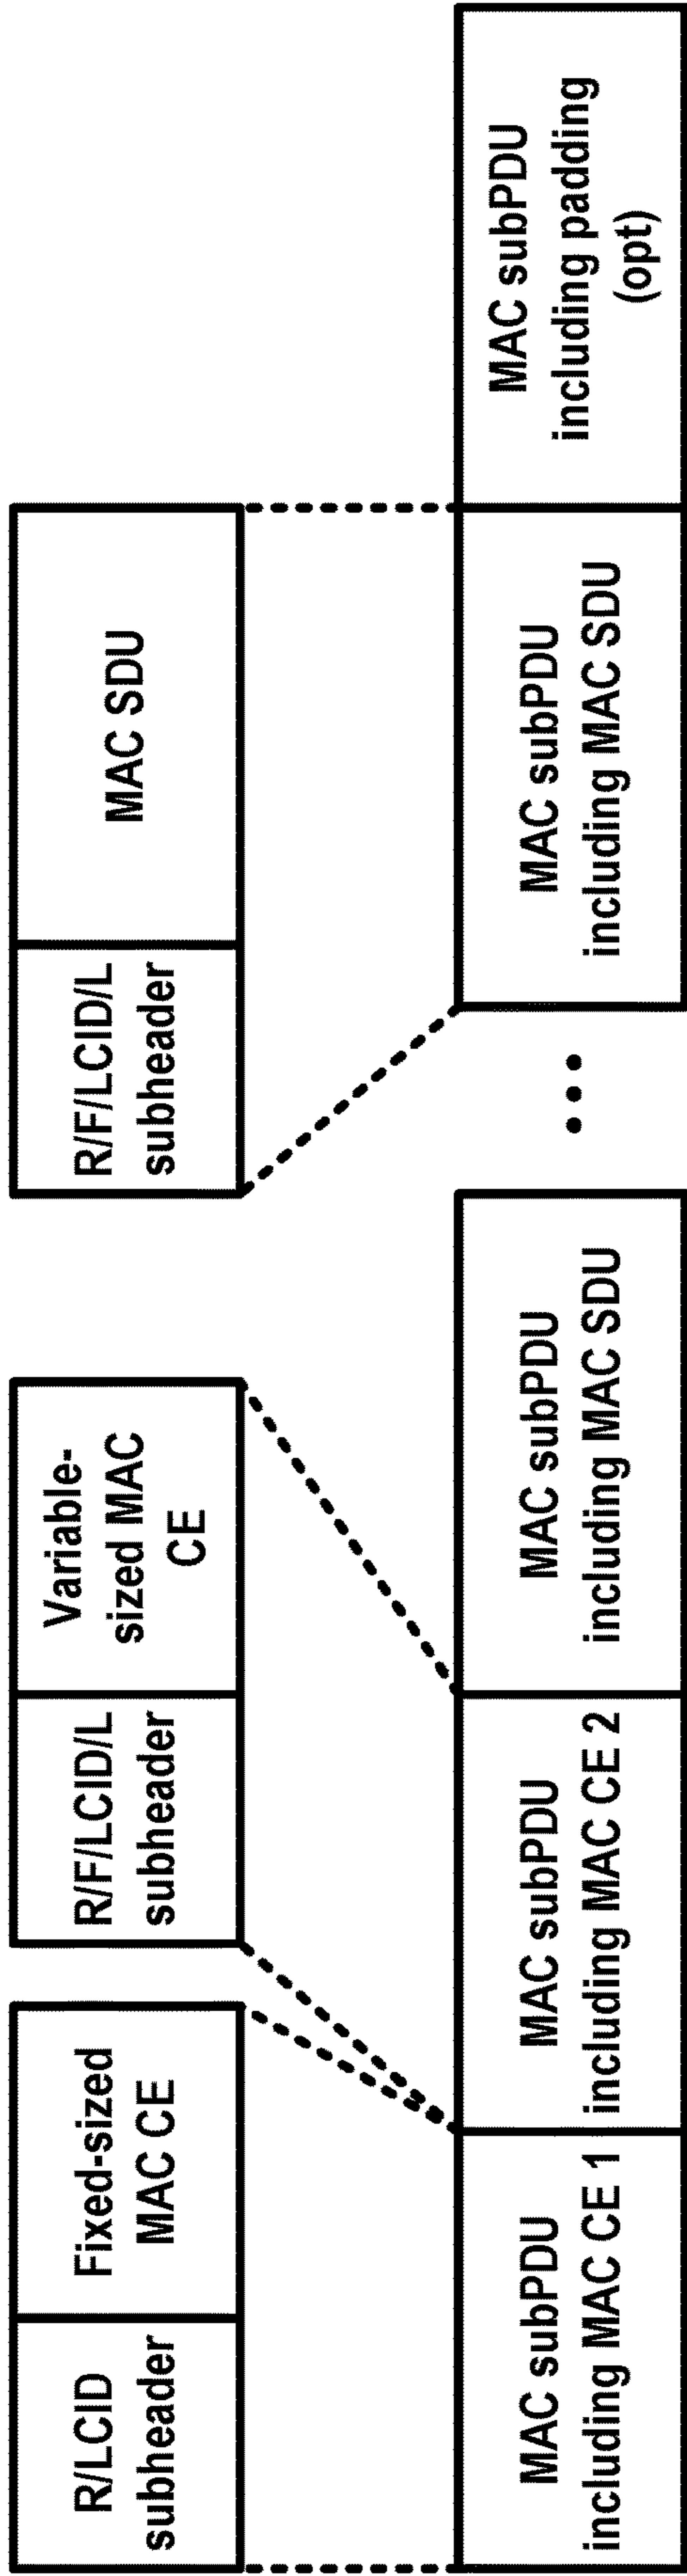 R/LCID
subheader
Fixed-sized
MAC CE
R/F/LCID/L
subheader
Variable-
sized MAC
CE
R/F/LCID/L
subheader
MAC SDU
MAC subPDU
including MAC CE 1
MAC subPDU
including MAC CE 2
MAC subPDU
including MAC SDU
...
MAC subPDU
including MAC SDU
MAC subPDU
including padding
(opt)